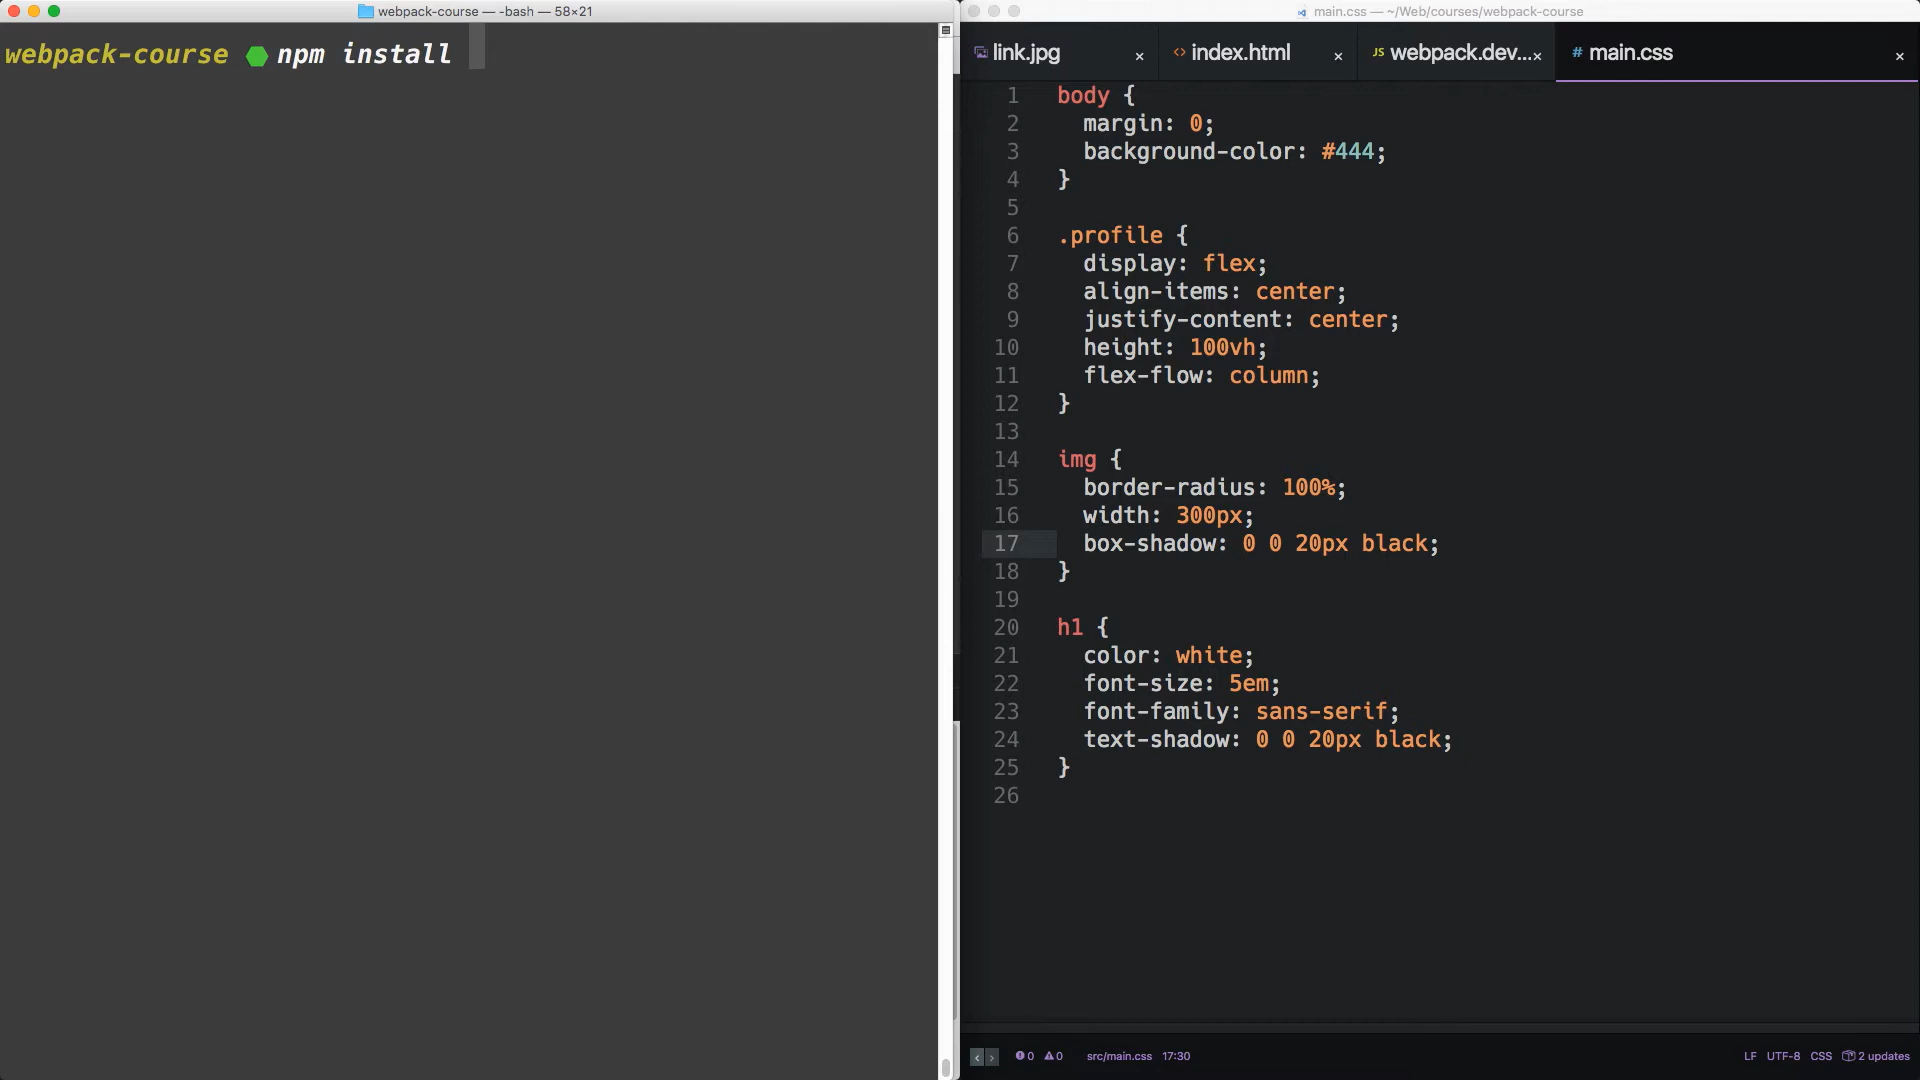 webpack-course — -bash — 58×21
webpack-course npm install
main.css — ~/Web/courses/webpack-course
link.jpg × <> index.html × JS webpack.dev...× # main.css ×
1 body {
2 margin: 0;
3 background-color: #444;
4 }
5
6 .profile {
7 display: flex;
8 align-items: center;
9 justify-content: center;
10 height: 100vh;
11 flex-flow: column;
12 }
13
14 img {
15 border-radius: 100%;
16 width: 300px;
17 box-shadow: 0 0 20px black;
18 }
19
20 h1 {
21 color: white;
22 font-size: 5em;
23 font-family: sans-serif;
24 text-shadow: 0 0 20px black;
25 }
26
0 0 src/main.css 17:30 LF UTF-8 CSS 2 updates